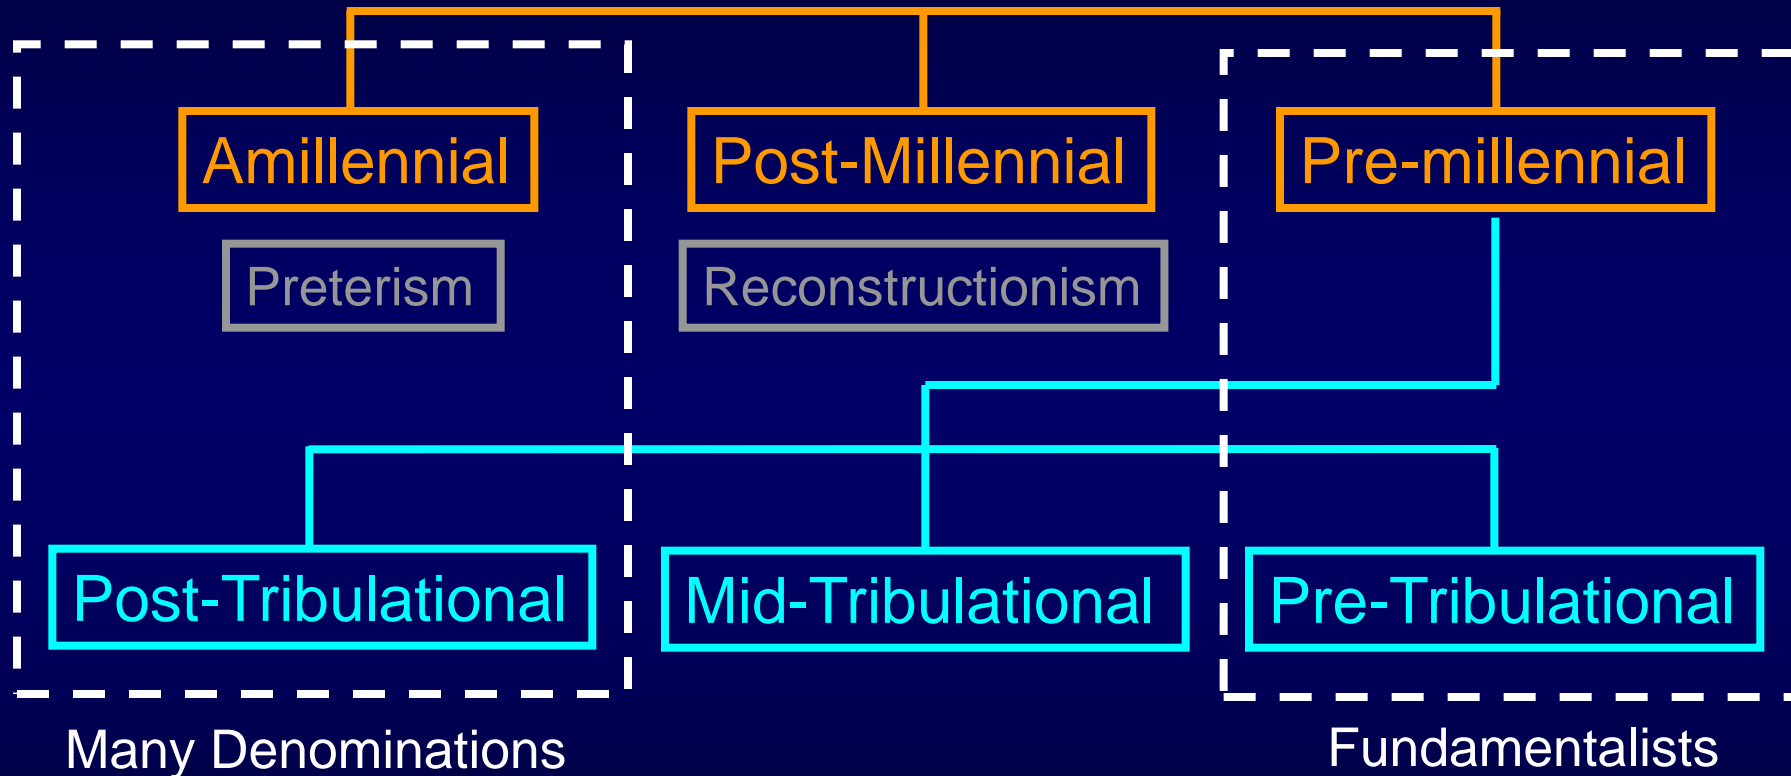 Amillennial
Post-Millennial
Pre-millennial
Preterism
Reconstructionism
Post-Tribulational
Mid-Tribulational
Pre-Tribulational
Many Denominations
Fundamentalists